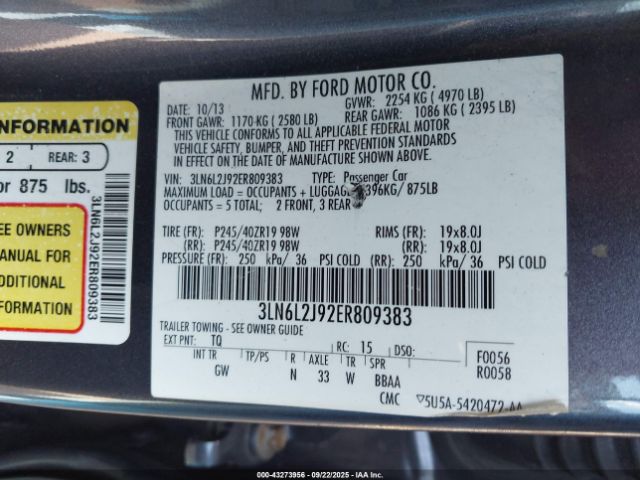 INFORMATION
2 REAR: 3
or 875 lbs.
SEE OWNERS
MANUAL FOR
ADDITIONAL
INFORMATION
3LN6L2J92ER809383
MFD. BY FORD MOTOR CO.
DATE: 10/13 GVWR: 2254 KG ( 4970 LB)
FRONT GAWR: 1170 KG ( 2580 LB) REAR GAWR: 1086 KG ( 2395 LB)
THIS VEHICLE CONFORMS TO ALL APPLICABLE FEDERAL MOTOR
VEHICLE SAFETY, BUMPER, AND THEFT PREVENTION STANDARDS
IN EFFECT ON THE DATE OF MANUFACTURE SHOWN ABOVE.
VIN: 3LN6L2J92ER809383 TYPE: Passenger Car
MAXIMUM LOAD = OCCUPANTS + LUGGAGE 396KG/ 875LB
OCCUPANTS = 5 TOTAL; 2 FRONT, 3 REAR
TIRE (FR): P245/40ZR19 98W RIMS (FR): 19x8.0J
(RR): P245/40ZR19 98W (RR): 19x8.0J
PRESSURE (FR): 250 kPa/ 36 PSI COLD (RR): 250 kPa/ 36 PSI COLD
3LN6L2J92ER809383
TRAILER TOWING - SEE OWNER GUIDE
EXT PNT: TQ RC: 15 DSO: F0056
INT TR TP/PS R AXLE TR SPR R0058
GW N 33 W BBAA
CMC 5U5A-5420472-AA
000-43273956 - 09/22/2025 - IAA, Inc.